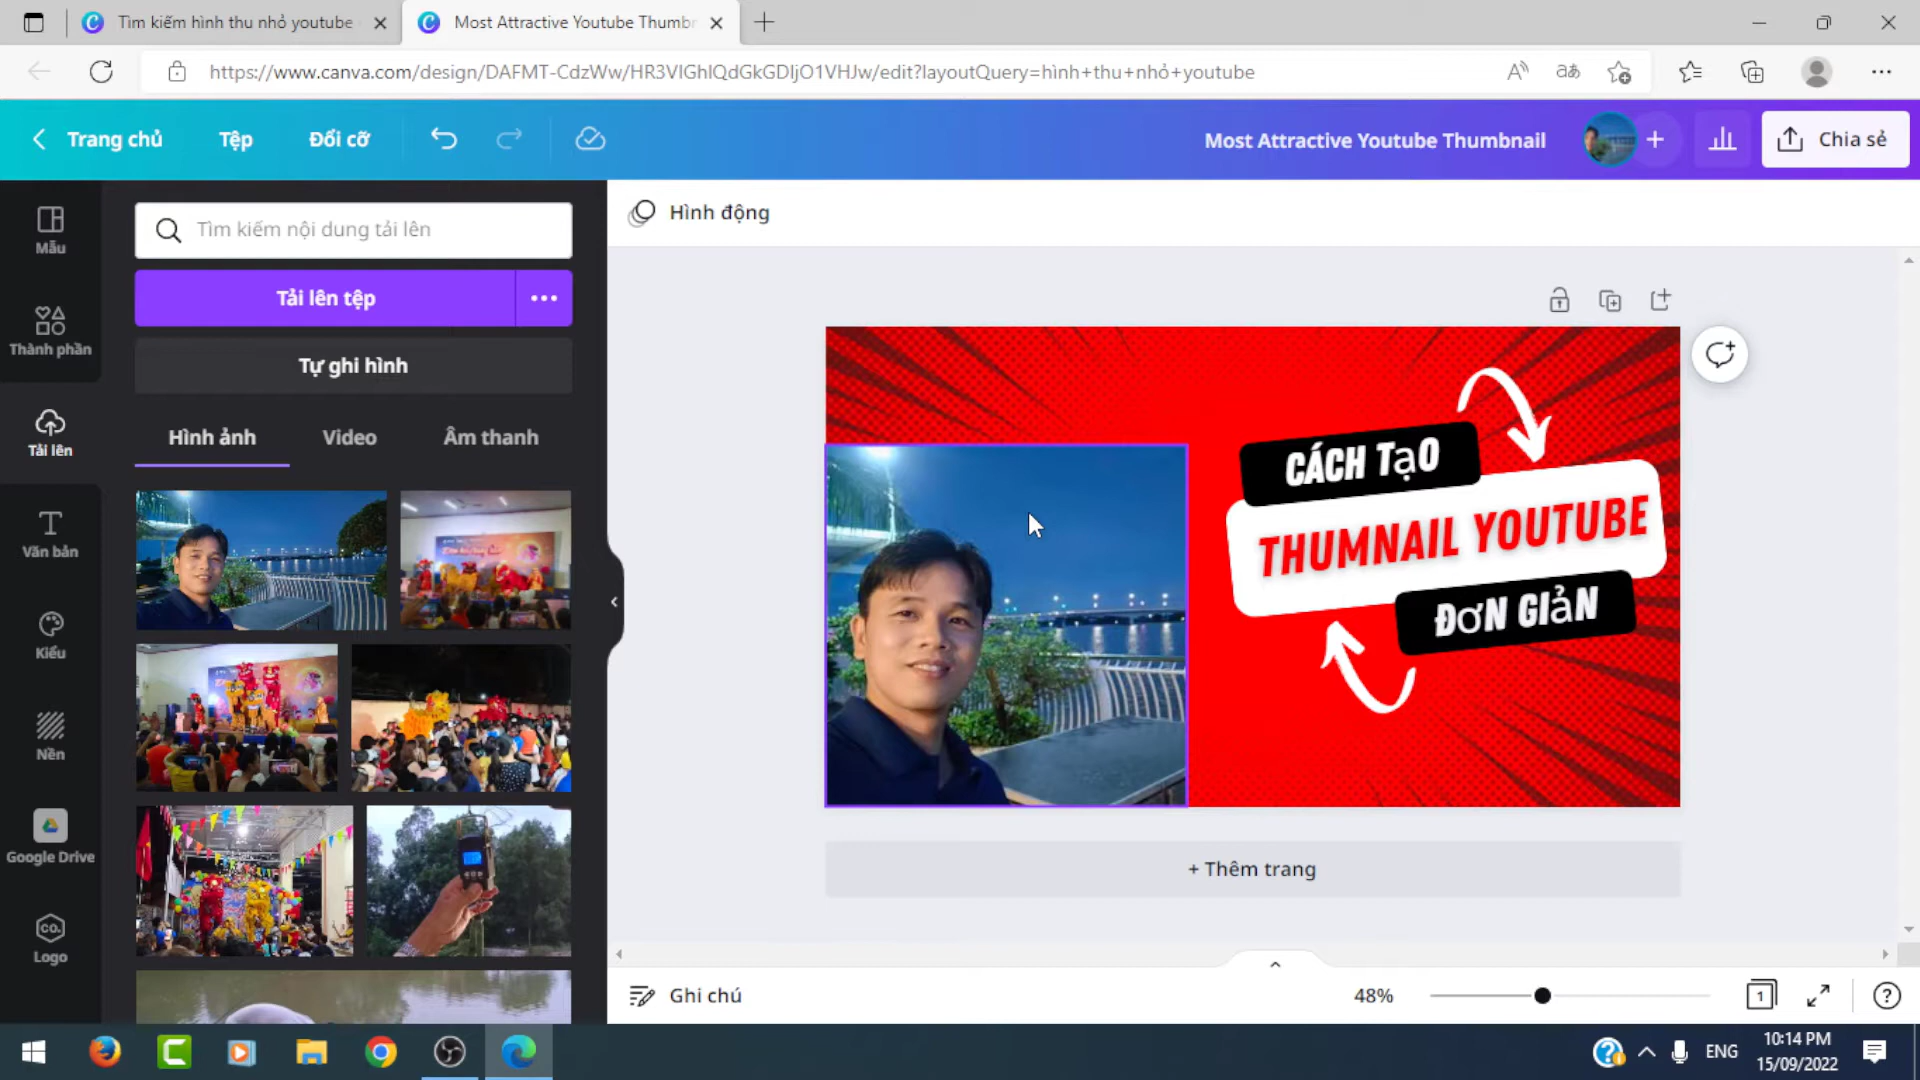 Tìm kiếm hình thu nhỏ youtube
Most Attractive Youtube Thumbn
https://www.canva.com/design/DAFMT-CdzWw/HR3VIGhlQdGkGDIjO1VHJw/edit?layoutQuery=hình+thu+nhỏ+youtube
Trang chủ
Tệp
Đổi cỡ
Most Attractive Youtube Thumbnail
Chia sẻ
Mẫu
Thành phần
Tải lên
Văn bản
Kiểu
Nền
Google Drive
CO.
Logo
Tìm kiếm nội dung tải lên
Tải lên tệp
Tự ghi hình
Hình ảnh
Video
Âm thanh
Hình động
CÁCH TẠO
THUMNAIL YOUTUBE
ĐƠN GIẢN
+ Thêm trang
Ghi chú
48%
1
ENG
10:14 PM
15/09/2022